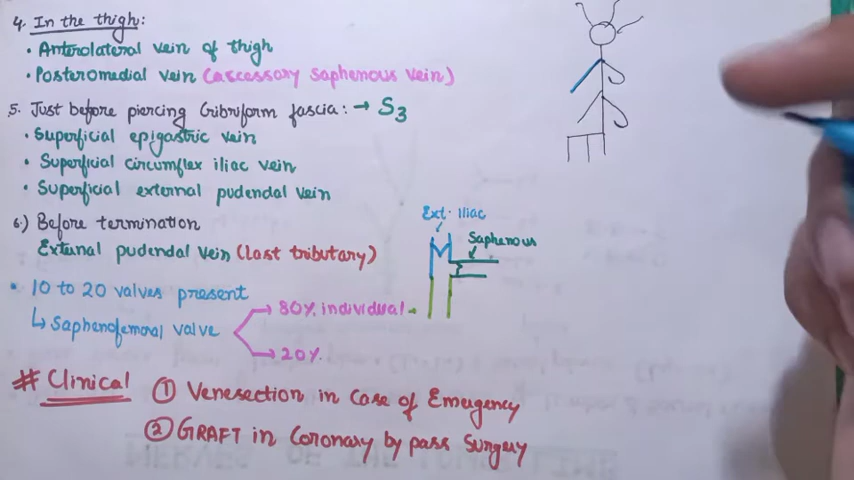 4. In the thigh:
• Anterolateral vein of thigh
• Posteromedial vein (accessory saphenous vein)
5. Just before piercing Cribriform fascia: → S3
• Superficial epigastric vein
• Superficial circumflex iliac vein
• Superficial external pudendal vein
6.) Before termination
External pudendal vein (last tributary)
Ext. iliac
Saphenous
• 10 to 20 valves present
↳ Saphenofemoral valve
→ 80% individual
→ 20%
# Clinical
① Venesection in case of Emergency
② GRAFT in Coronary by pass Surgery